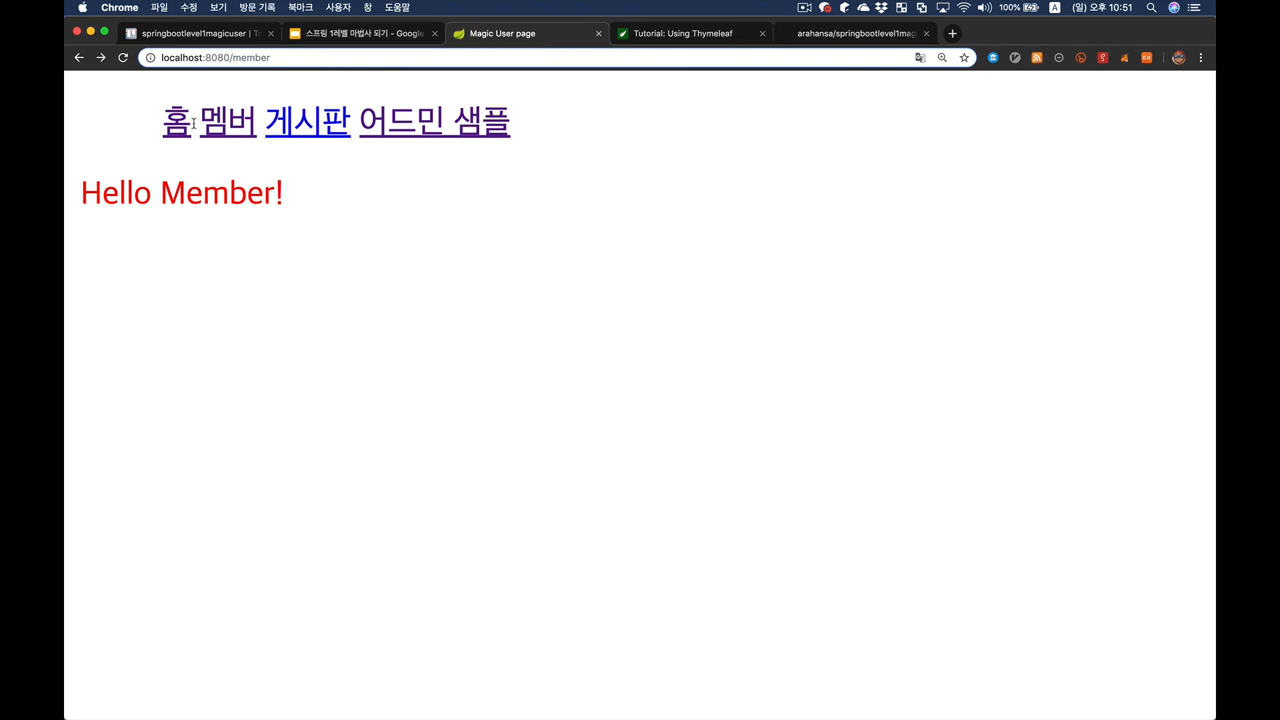 Chrome 파일 수정 보기 방문 기록 북마크 사용자 창 도움말 100% A (일) 오후 10:51
springbootlevel1magicuser | Tr 스프링 1레벨 마법사 되기 - Google Magic User page Tutorial: Using Thymeleaf arahansa/springbootlevel1mag
localhost:8080/member
홈 멤버 게시판 어드민 샘플
Hello Member!